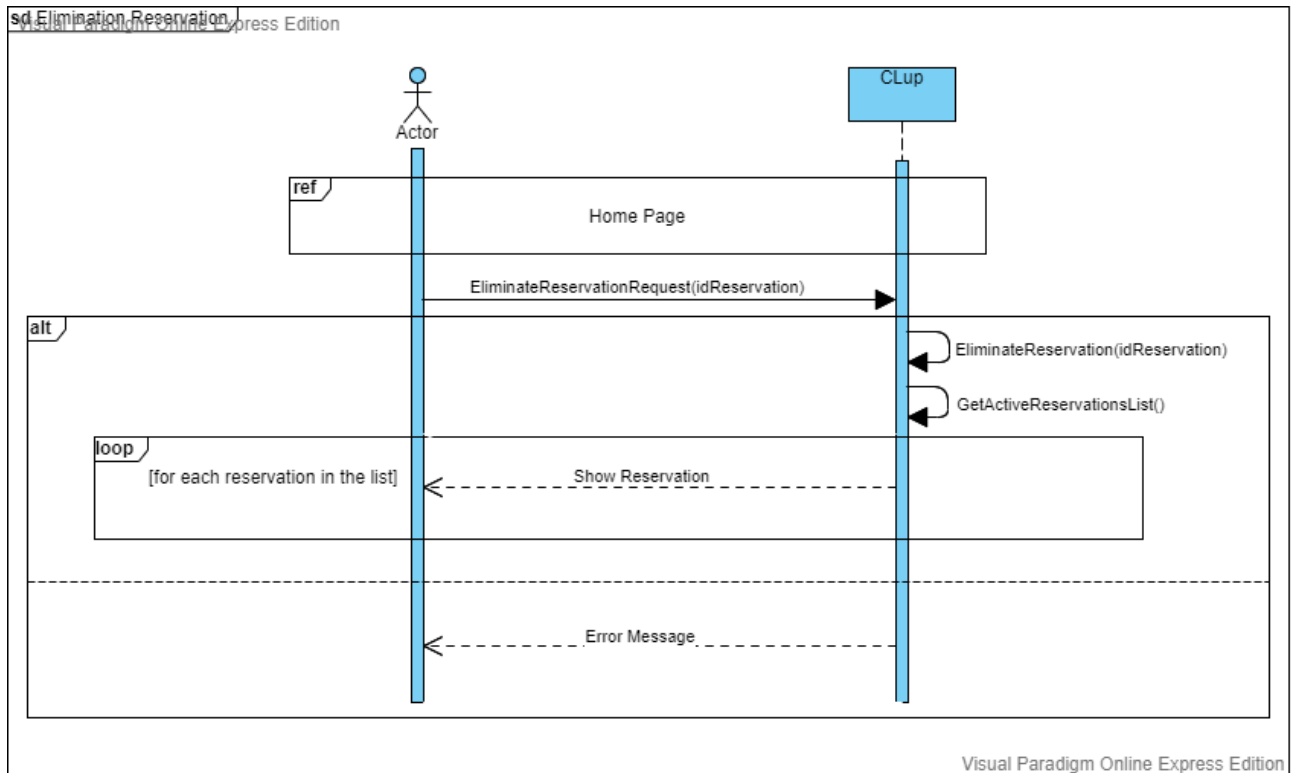 sd Elimination Reservation
Visual Paradigm Online Express Edition
CLup
Actor
ref
Home Page
EliminateReservationRequest(idReservation)
alt
EliminateReservation(idReservation)
GetActiveReservationsList()
loop
[for each reservation in the list]
Show Reservation
Error Message
Visual Paradigm Online Express Edition